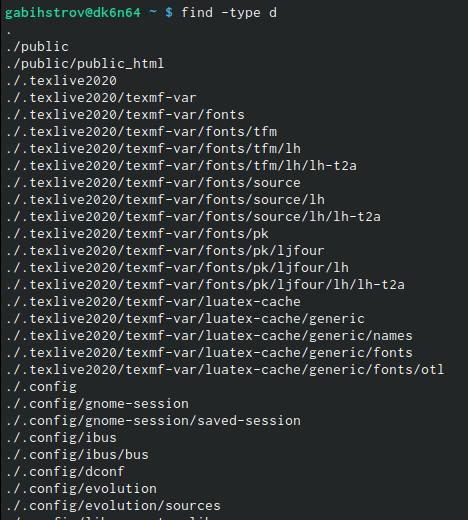 gabihstrov@dk6n64 ~ $ find -type d
.
./public
./public/public_html
./.texlive2020
./.texlive2020/texmf-var
./.texlive2020/texmf-var/fonts
./.texlive2020/texmf-var/fonts/tfm
./.texlive2020/texmf-var/fonts/tfm/lh
./.texlive2020/texmf-var/fonts/tfm/lh/lh-t2a
./.texlive2020/texmf-var/fonts/source
./.texlive2020/texmf-var/fonts/source/lh
./.texlive2020/texmf-var/fonts/source/lh/lh-t2a
./.texlive2020/texmf-var/fonts/pk
./.texlive2020/texmf-var/fonts/pk/ljfour
./.texlive2020/texmf-var/fonts/pk/ljfour/lh
./.texlive2020/texmf-var/fonts/pk/ljfour/lh/lh-t2a
./.texlive2020/texmf-var/luatex-cache
./.texlive2020/texmf-var/luatex-cache/generic
./.texlive2020/texmf-var/luatex-cache/generic/names
./.texlive2020/texmf-var/luatex-cache/generic/fonts
./.texlive2020/texmf-var/luatex-cache/generic/fonts/otl
./.config
./.config/gnome-session
./.config/gnome-session/saved-session
./.config/ibus
./.config/ibus/bus
./.config/dconf
./.config/evolution
./.config/evolution/sources